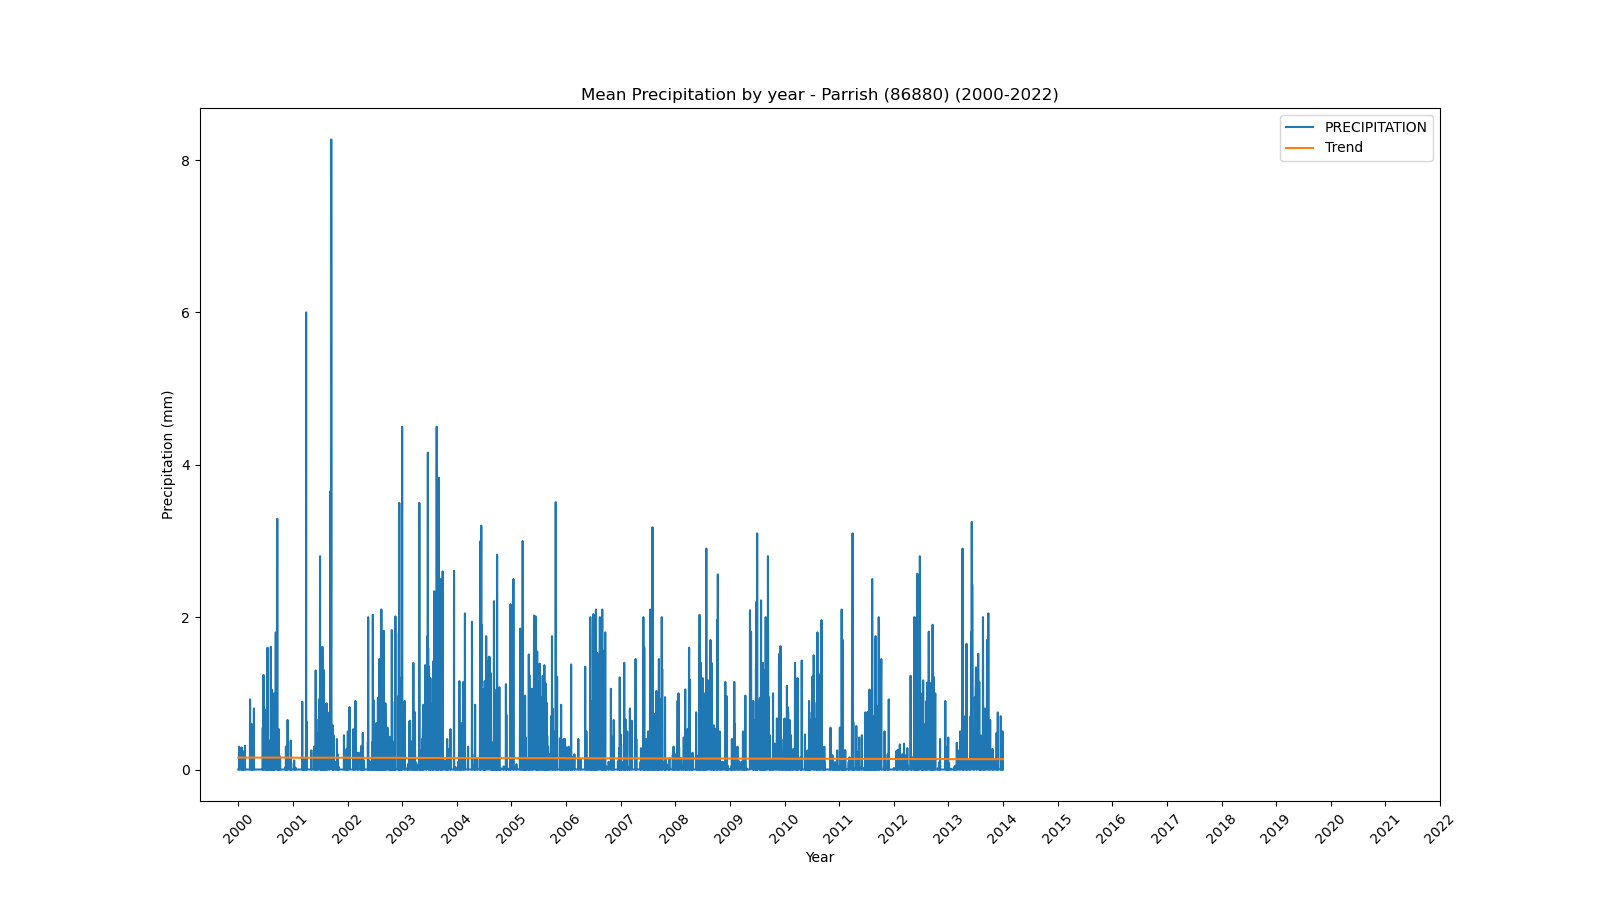 Mean Precipitation by year - Parrish (86880) (2000-2022)
PRECIPITATION
Trend
8
6
4
2
0
Precipitation (mm)
2000 2001 2002 2003 2004 2005 2006 2007 2008 2009 2010 2011 2012 2013 2014 2015 2016 2017 2018 2019 2020 2021 2022
Year